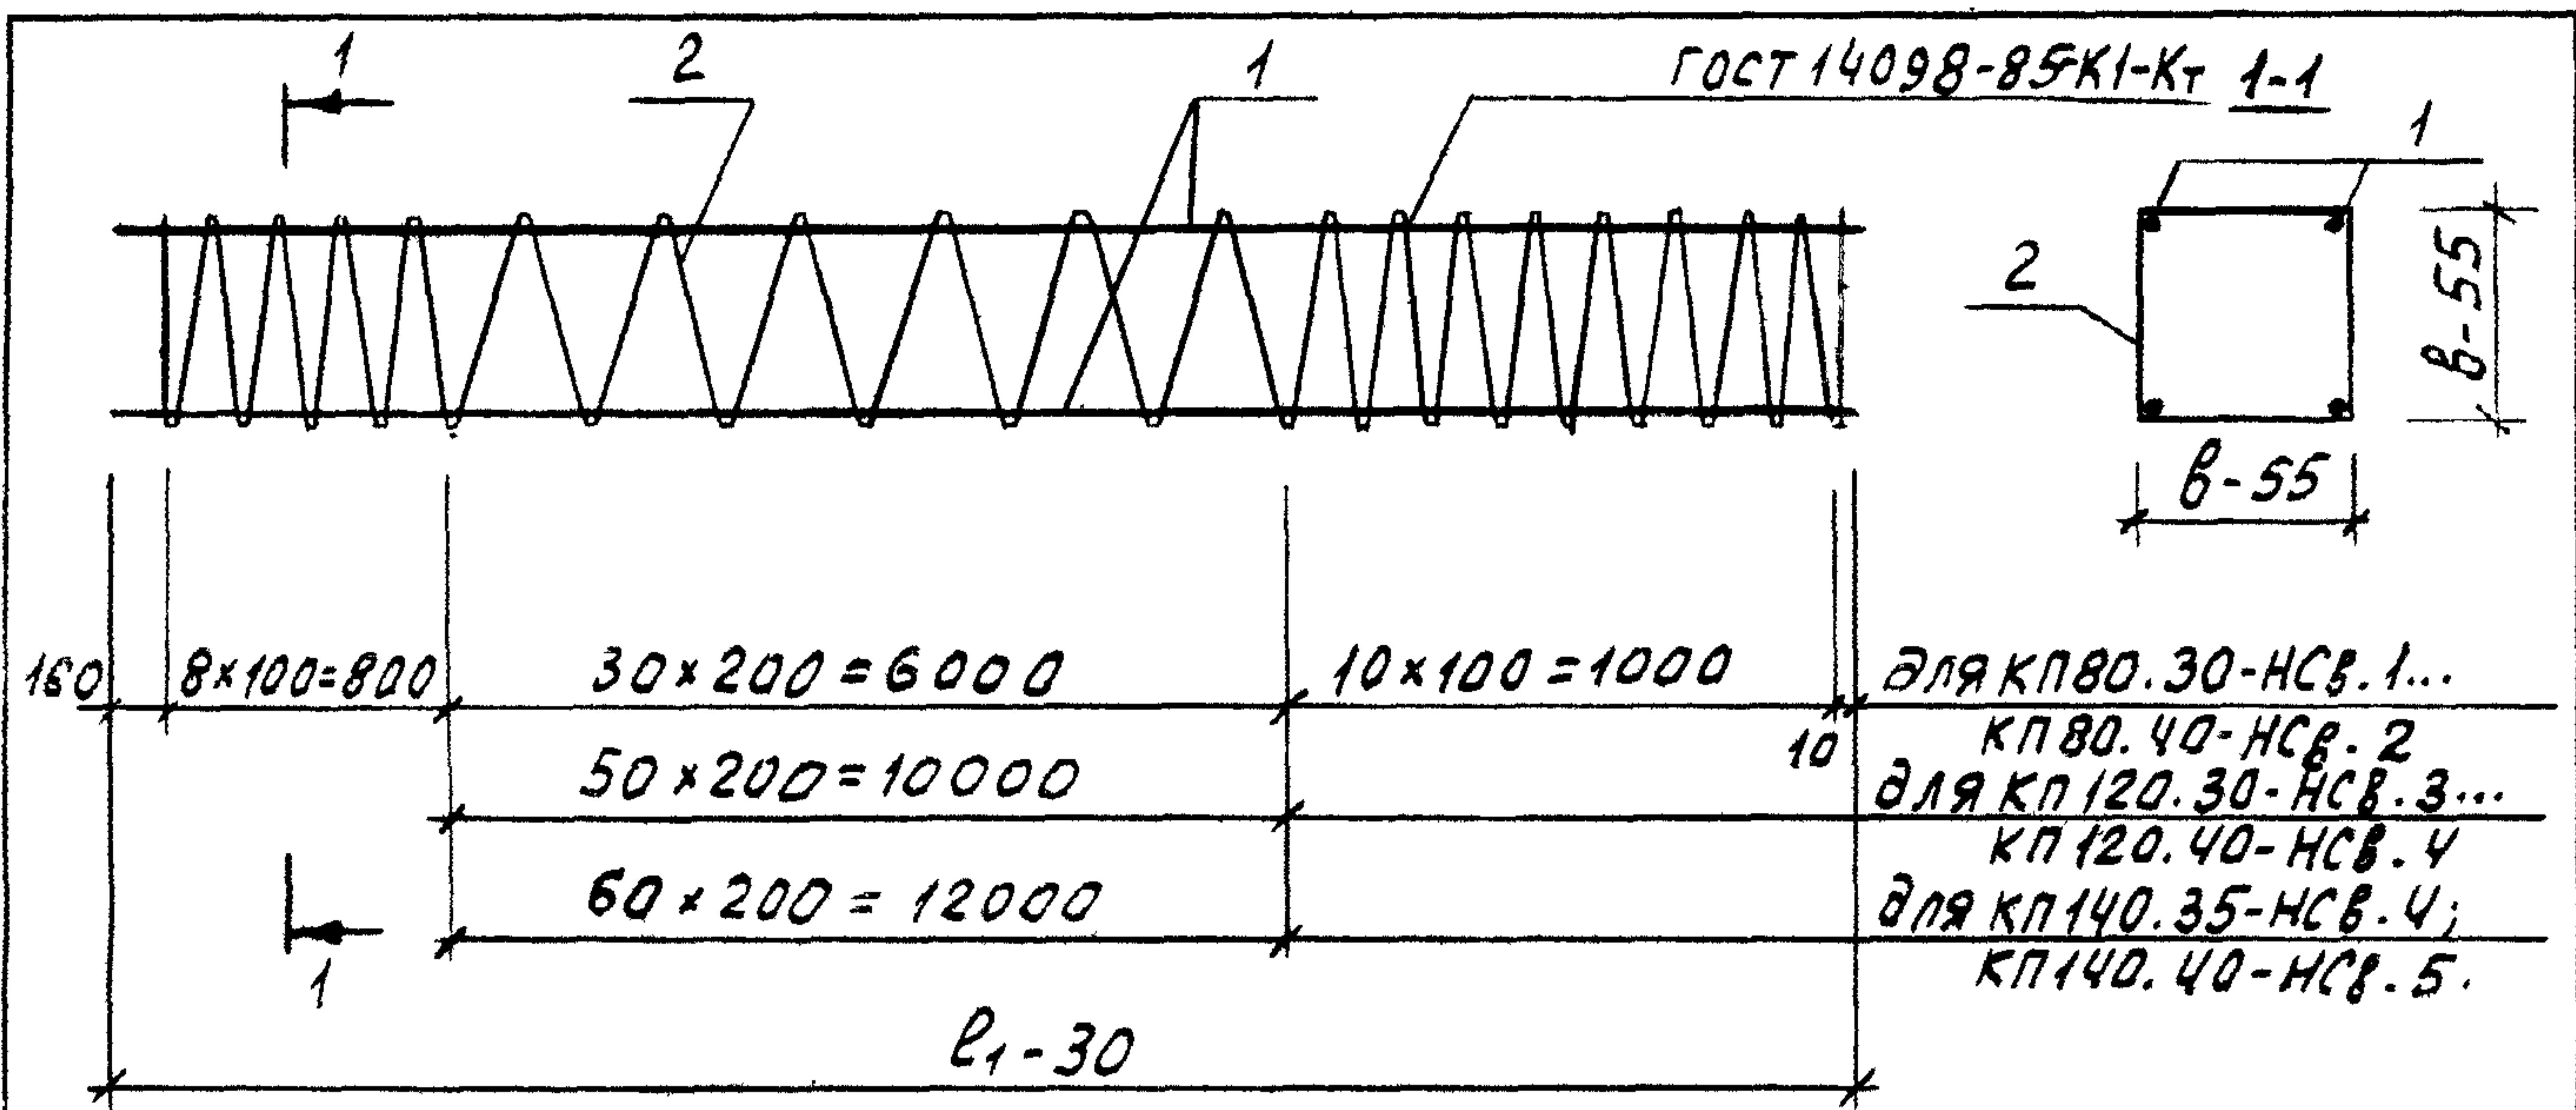 1
2
1
ГОСТ 14098-85-К1-Кт
1-1
1
2
в-55
в-55
160
8×100=800
30×200=6000
10×100=1000
10
для КП80.30-НСв.1...
КП80.40-НСв.2
50×200=10000
для КП120.30-НСв.3...
КП120.40-НСв.4
60×200=12000
для КП140.35-НСв.4;
КП140.40-НСв.5.
1
ℓ1-30